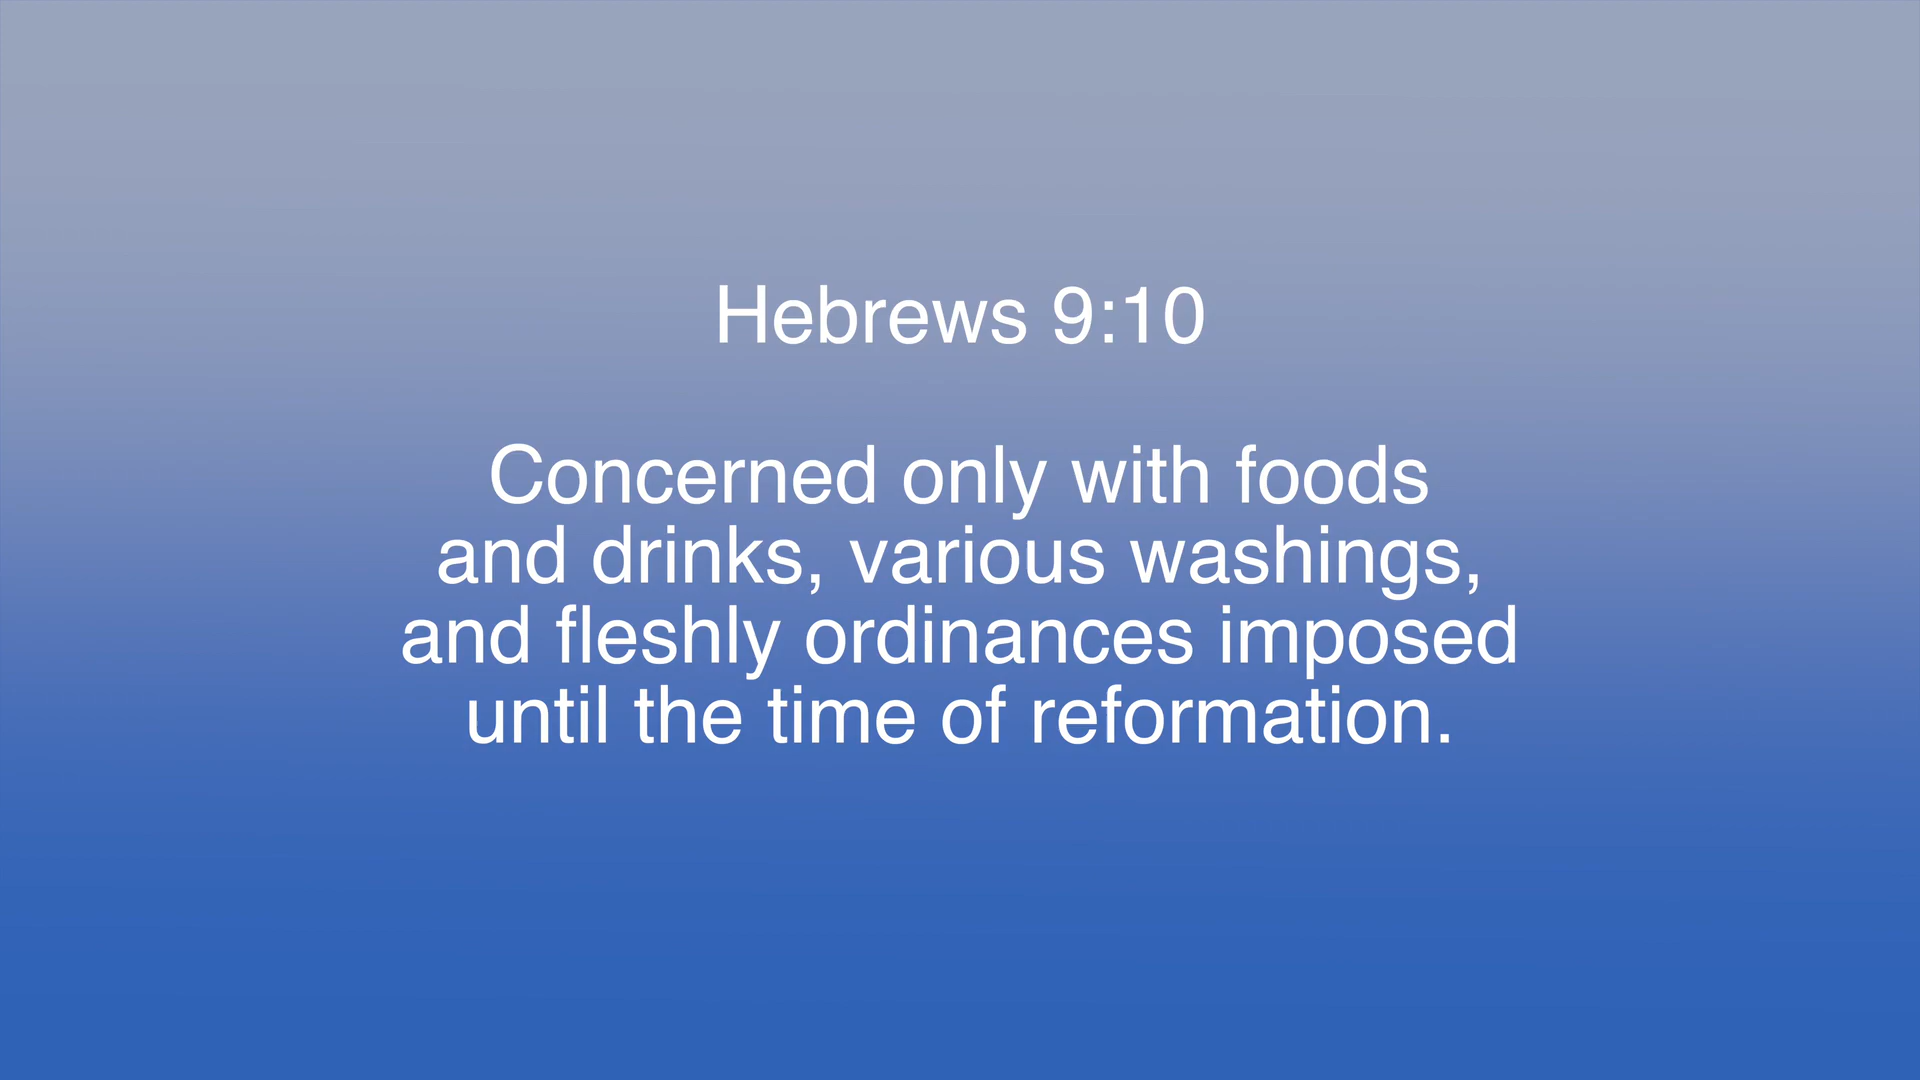 Hebrews 9:10
Concerned only with foods
and drinks, various washings,
and fleshly ordinances imposed
until the time of reformation.